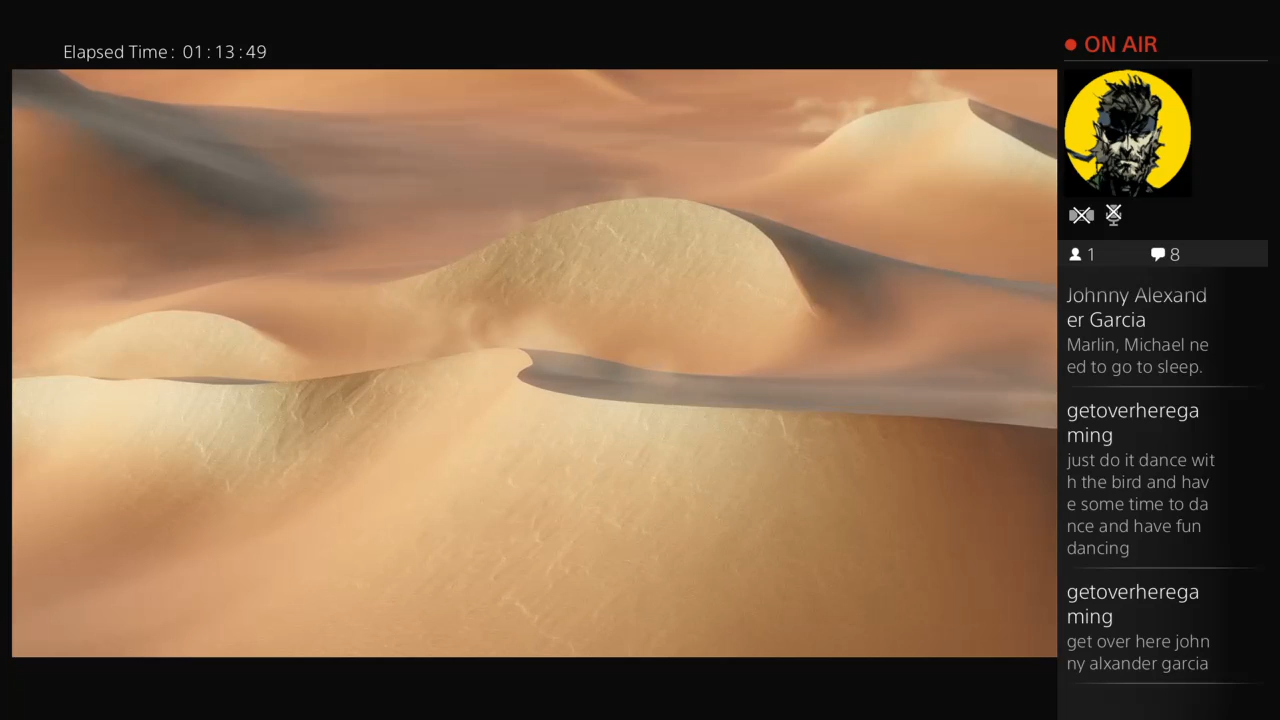 Elapsed Time: 01:13:49
ON AIR
1
8
Johnny Alexand
er Garcia
Marlin, Michael ne
ed to go to sleep.
getoverherega
ming
just do it dance wit
h the bird and hav
e some time to da
nce and have fun
dancing
getoverherega
ming
get over here john
ny alxander garcia